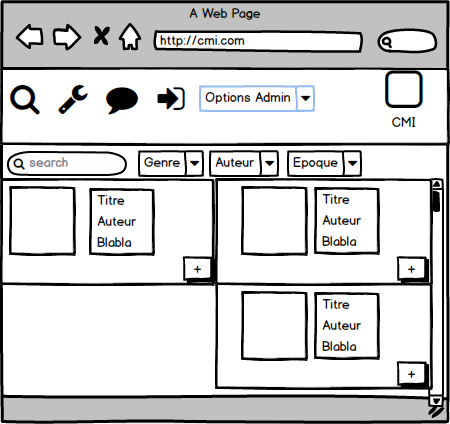 A Web Page
http://cmi.com
Options Admin
CMI
search
Genre
Auteur
Epoque
Titre
Auteur
Blabla
+
Titre
Auteur
Blabla
+
Titre
Auteur
Blabla
+